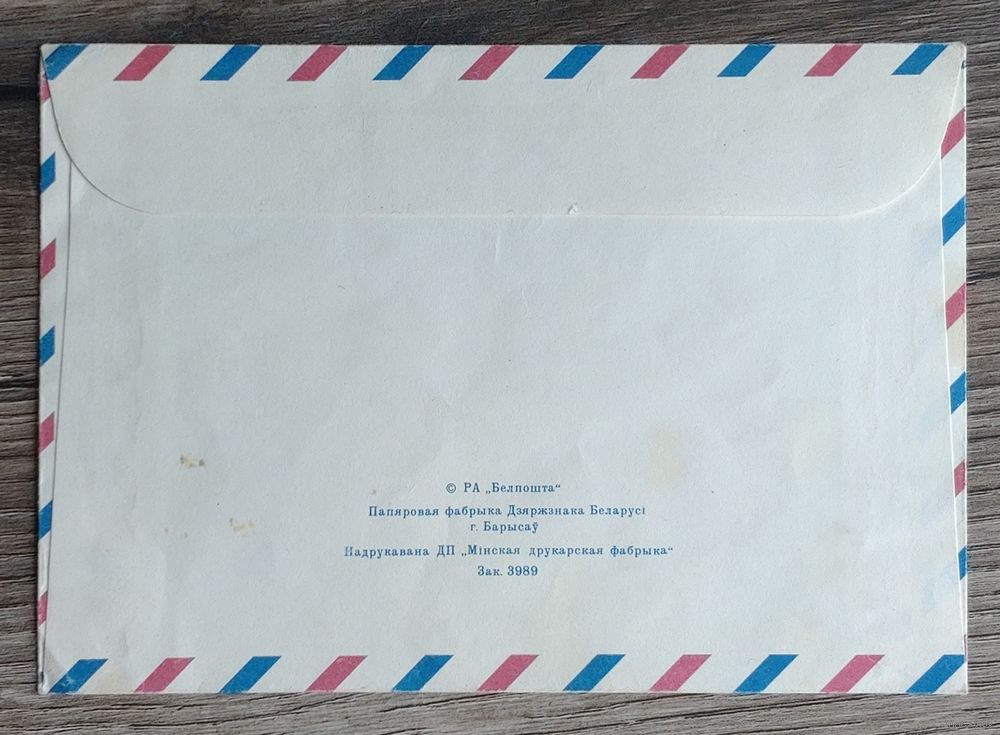 © РА „Белпошта“
Папяровая фабрыка Дзяржзнака Беларусі
г. Барысаў
Надрукавана ДП „Мінская друкарская фабрыка“
Зак. 3989